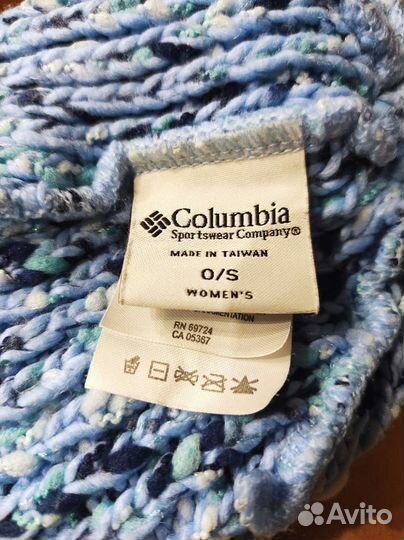 Columbia
Sportswear Company®
MADE IN TAIWAN
O/S
WOMEN'S
RN 69724
CA 05367
Avito